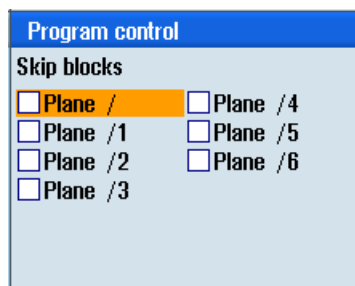 Program control
Skip blocks
Plane / Plane /4
Plane /1 Plane /5
Plane /2 Plane /6
Plane /3